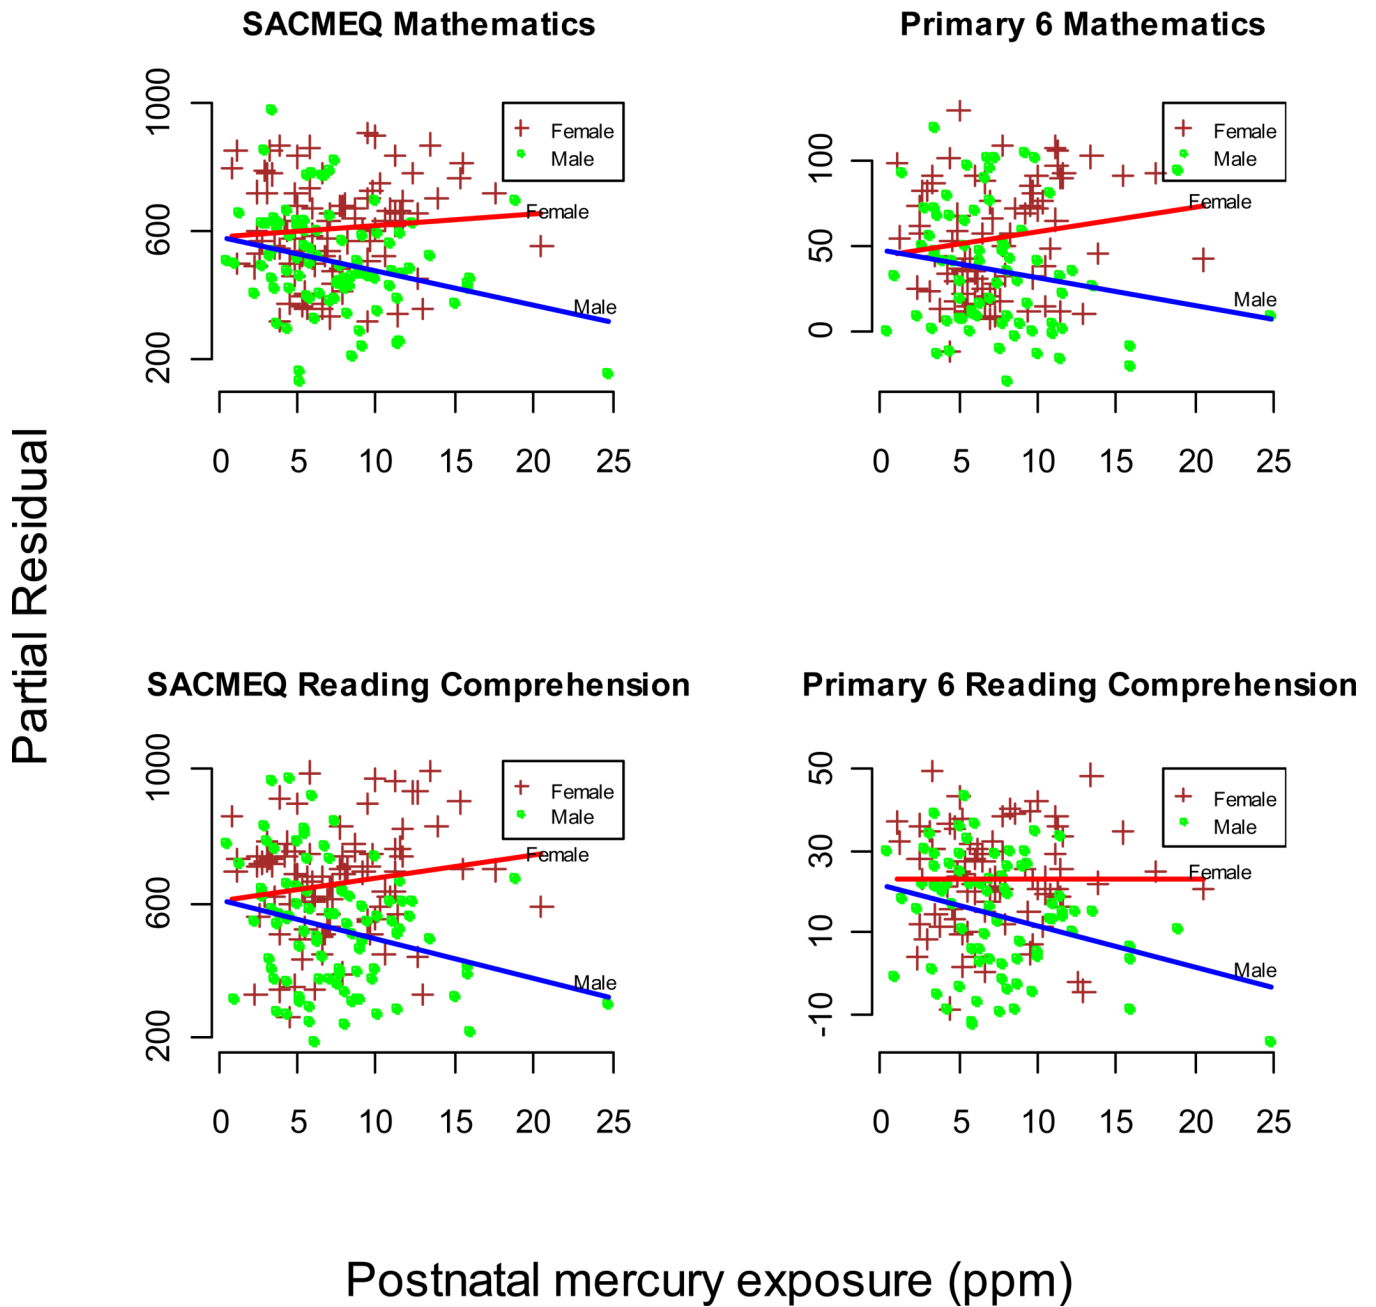 SACMEQ Mathematics
1000
600
200
0 5 10 15 20 25
Female
Male
Female
Male
Primary 6 Mathematics
100
50
0
0 5 10 15 20 25
Female
Male
Female
Male
Partial Residual
SACMEQ Reading Comprehension
1000
600
200
0 5 10 15 20 25
Female
Male
Female
Male
Primary 6 Reading Comprehension
50
30
10
-10
0 5 10 15 20 25
Female
Male
Female
Male
Postnatal mercury exposure (ppm)